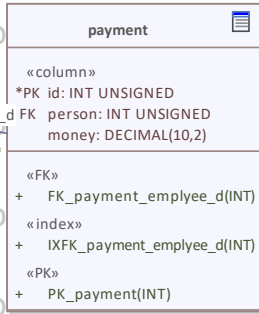 payment
«column»
*PK id: INT UNSIGNED
_d FK person: INT UNSIGNED
money: DECIMAL(10,2)
«FK»
+ FK_payment_emplyee_d(INT)
«index»
+ IXFK_payment_emplyee_d(INT)
«PK»
+ PK_payment(INT)